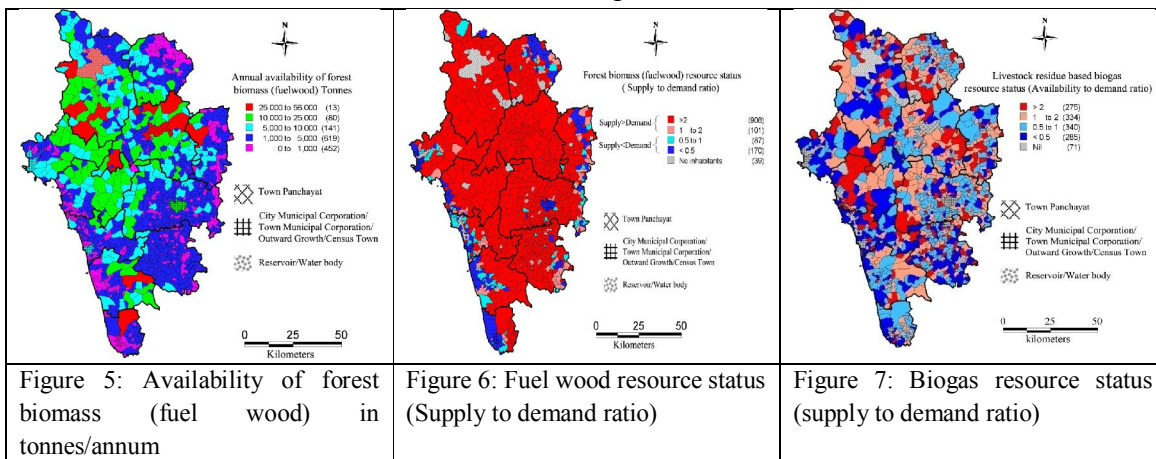 N
Annual availability of forest
biomass (fuelwood) Tonnes
25,000 to 56,000 (13)
10,000 to 25,000 (80)
5,000 to 10,000 (141)
1,000 to 5,000 (619)
0 to 1,000 (452)
Town Panchayat
City Municipal Corporation/
Town Municipal Corporation/
Outward Growth/Census Town
Reservoir/Water body
0 25 50
Kilometers
N
Forest biomass (fuelwood) resource status
( Supply to demand ratio)
Supply>Demand
>2 (908)
1 to 2 (101)
Supply<Demand
0.5 to 1 (87)
< 0.5 (170)
No inhabitants (39)
Town Panchayat
City Municipal Corporation/
Town Municipal Corporation/
Outward Growth/Census Town
Reservoir/Water body
0 25 50
Kilometers
N
Livestock residue based biogas
resource status (Availability to demand ratio)
> 2 (275)
1 to 2 (334)
0.5 to 1 (340)
< 0.5 (285)
Nil (71)
Town Panchayat
City Municipal Corporation/
Town Municipal Corporation/
Outward Growth/Census Town
Reservoir/Water body
0 25 50
kilometers
Figure 5: Availability of forest
biomass (fuel wood) in
tonnes/annum
Figure 6: Fuel wood resource status
(Supply to demand ratio)
Figure 7: Biogas resource status
(supply to demand ratio)